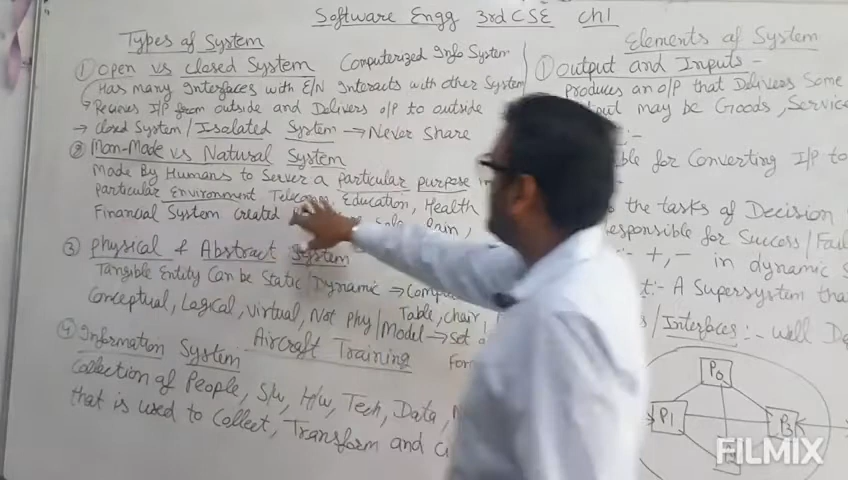 Software Engg 3rd CSE Ch1
Types of System
① Open vs Closed System Computerized Info System
Has many Interfaces with E/N Interacts with other System
Recieves I/P from outside and Delivers O/P to outside
→ Closed System / Isolated System → Never Share
② Man-Made vs Natural System
Made By Humans to Server a particular purpose in
particular Environment Education, Health
Financial System Created
③ physical & Abstract System
Tangible Entity Can be Static / Dynamic →
Table, chair,
Conceptual, Logical, Virtual, Not Phy / Model → Set
④ Information System Aircraft Training
Collection of People, S/w, H/w, Tech, Data,
that is used to Collect, Transform and
Elements of System
① Output and Inputs -
produces an O/P that Delivers Some
may be Goods, Service
for Converting I/P to
the tasks of Decision
responsible for Success / Fail
:- +, - in dynamic
:- A Supersystem that
/ Interfaces :- Well
P0
P1
P3
FILMIX